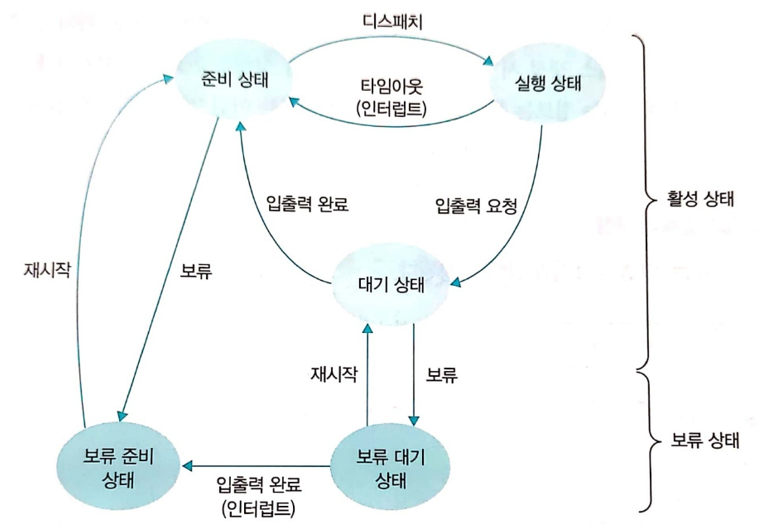 디스패치
준비 상태
실행 상태
타임아웃
(인터럽트)
활성 상태
입출력 완료
입출력 요청
재시작
보류
대기 상태
재시작
보류
보류 상태
보류 준비
상태
보류 대기
상태
입출력 완료
(인터럽트)